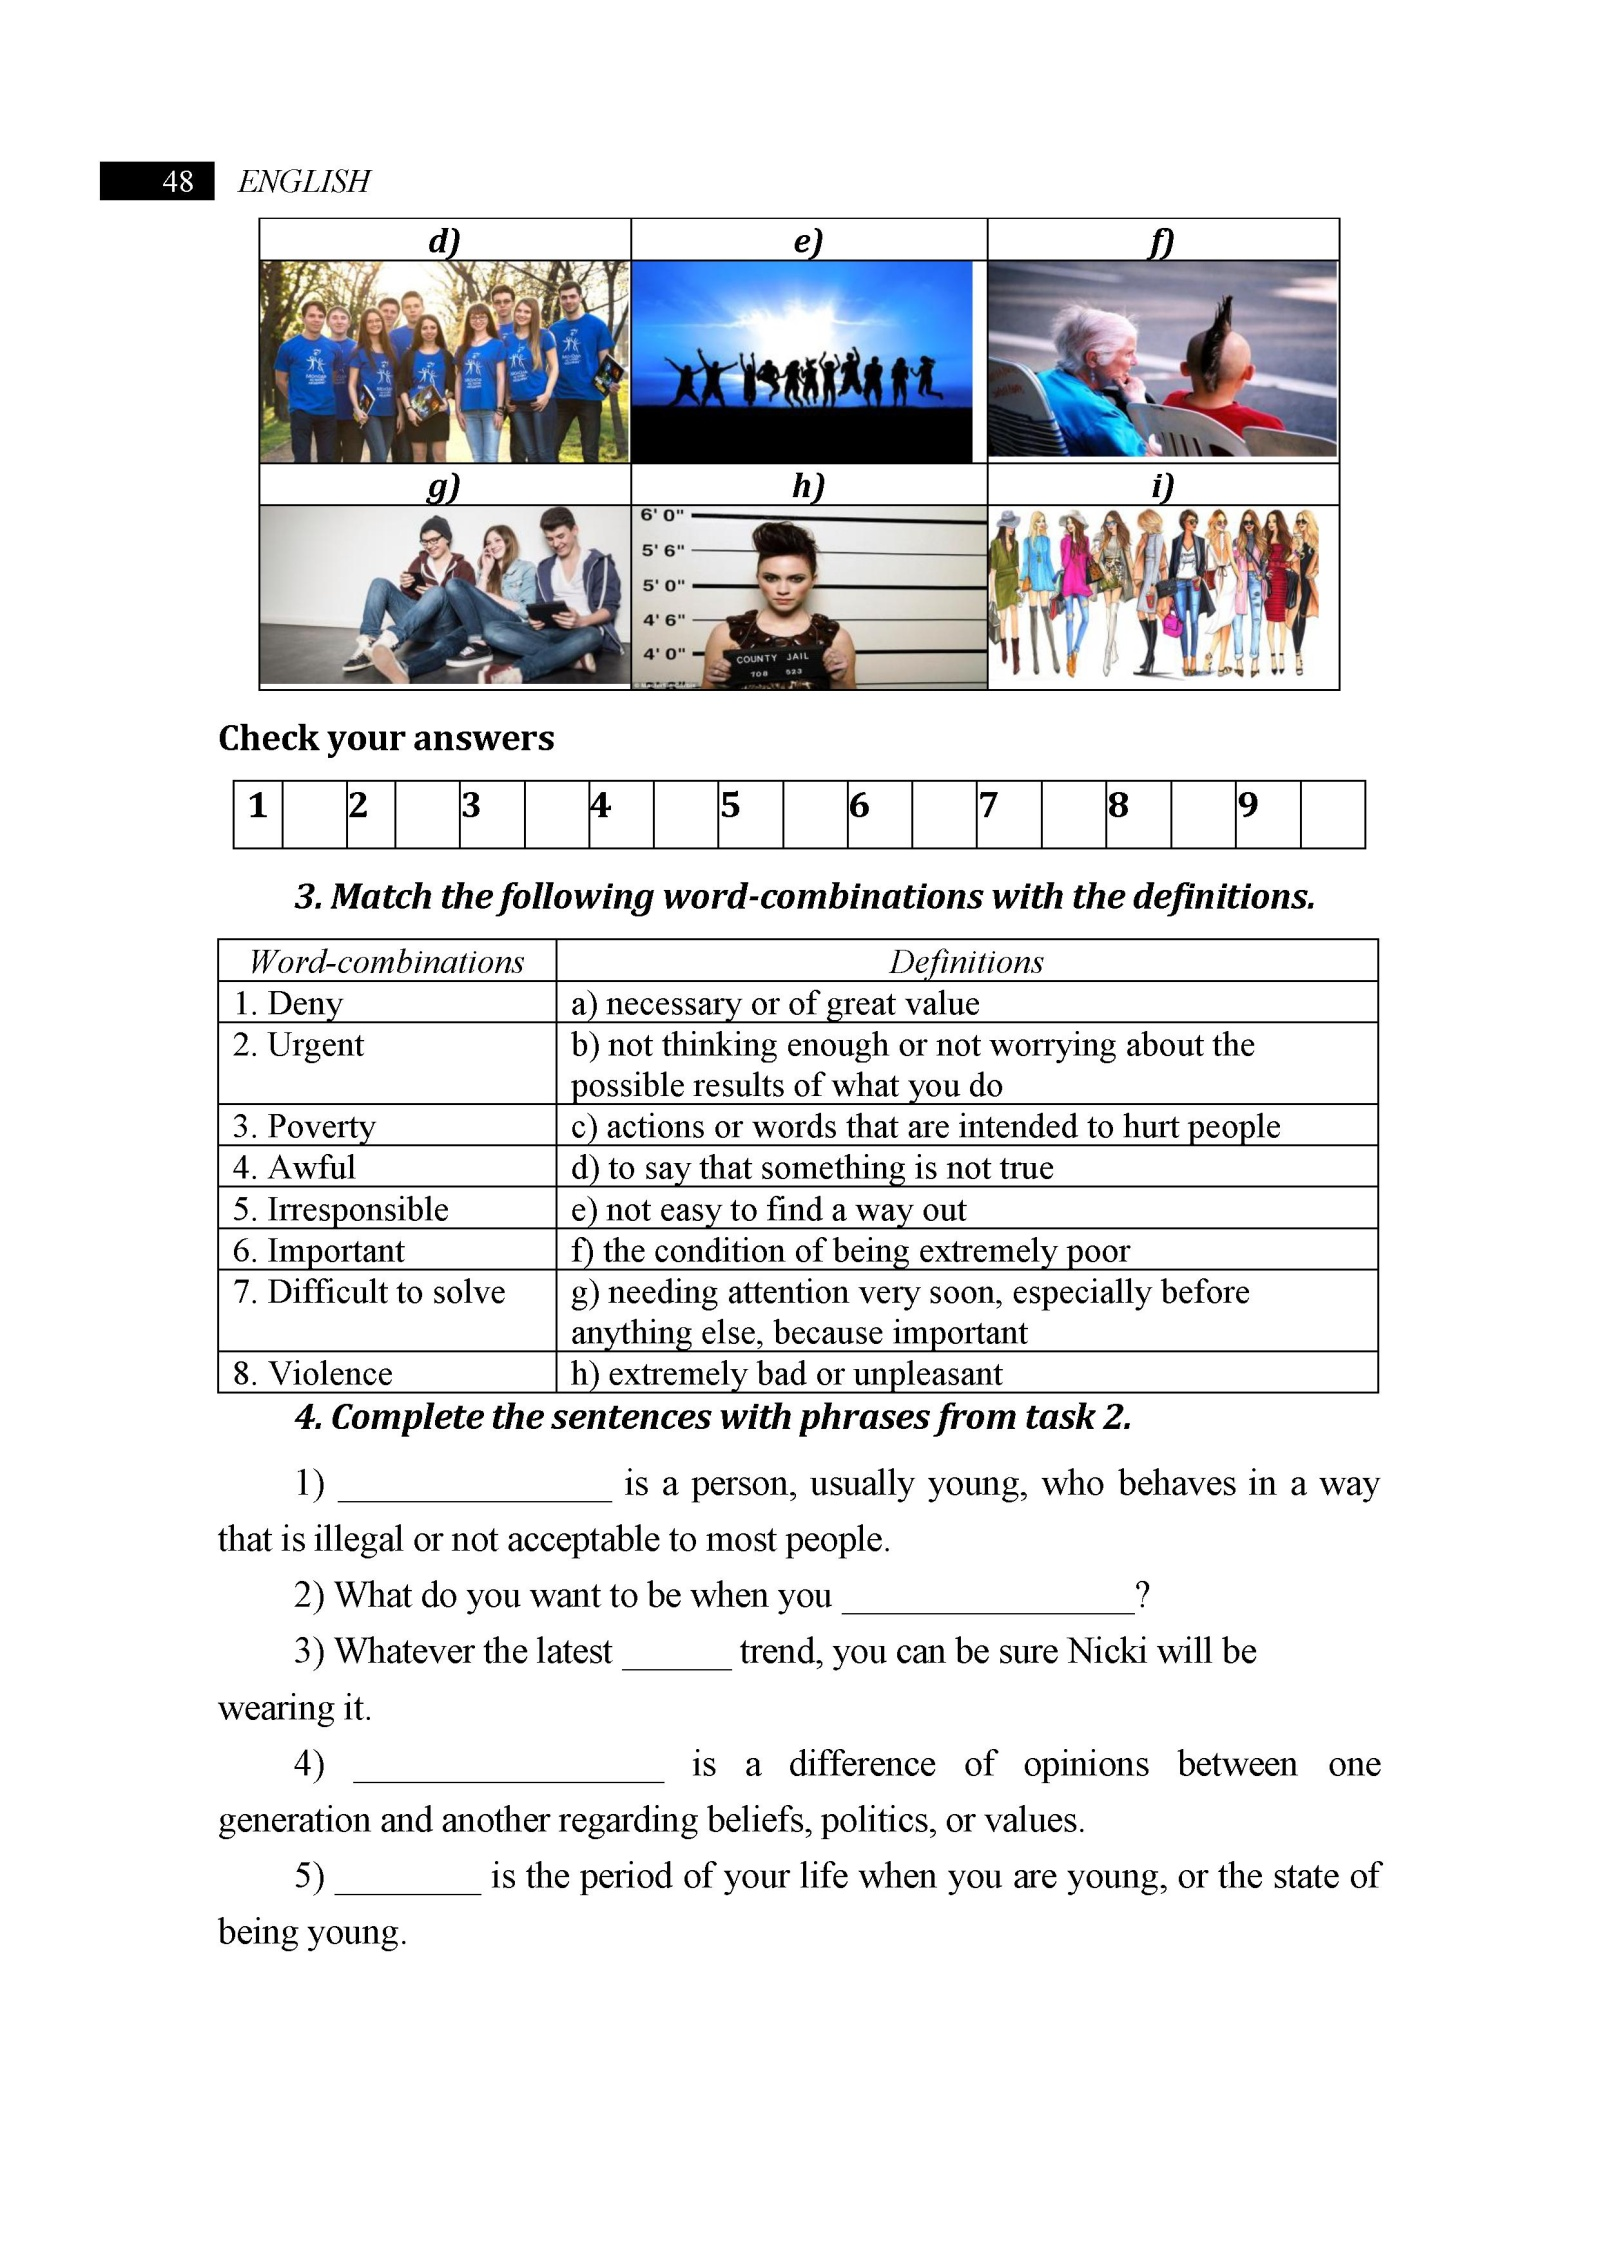 48 ENGLISH
d) e) f)
g) h) i)
6' 0"
5' 6"
5' 0"
4' 6"
4' 0"
COUNTY JAIL
708 523
Check your answers
1 2 3 4 5 6 7 8 9
3. Match the following word-combinations with the definitions.
Word-combinations Definitions
1. Deny a) necessary or of great value
2. Urgent b) not thinking enough or not worrying about the
possible results of what you do
3. Poverty c) actions or words that are intended to hurt people
4. Awful d) to say that something is not true
5. Irresponsible e) not easy to find a way out
6. Important f) the condition of being extremely poor
7. Difficult to solve g) needing attention very soon, especially before
anything else, because important
8. Violence h) extremely bad or unpleasant
4. Complete the sentences with phrases from task 2.
1) _______________ is a person, usually young, who behaves in a way
that is illegal or not acceptable to most people.
2) What do you want to be when you ________________?
3) Whatever the latest ______ trend, you can be sure Nicki will be
wearing it.
4) _________________ is a difference of opinions between one
generation and another regarding beliefs, politics, or values.
5) ________ is the period of your life when you are young, or the state of
being young.